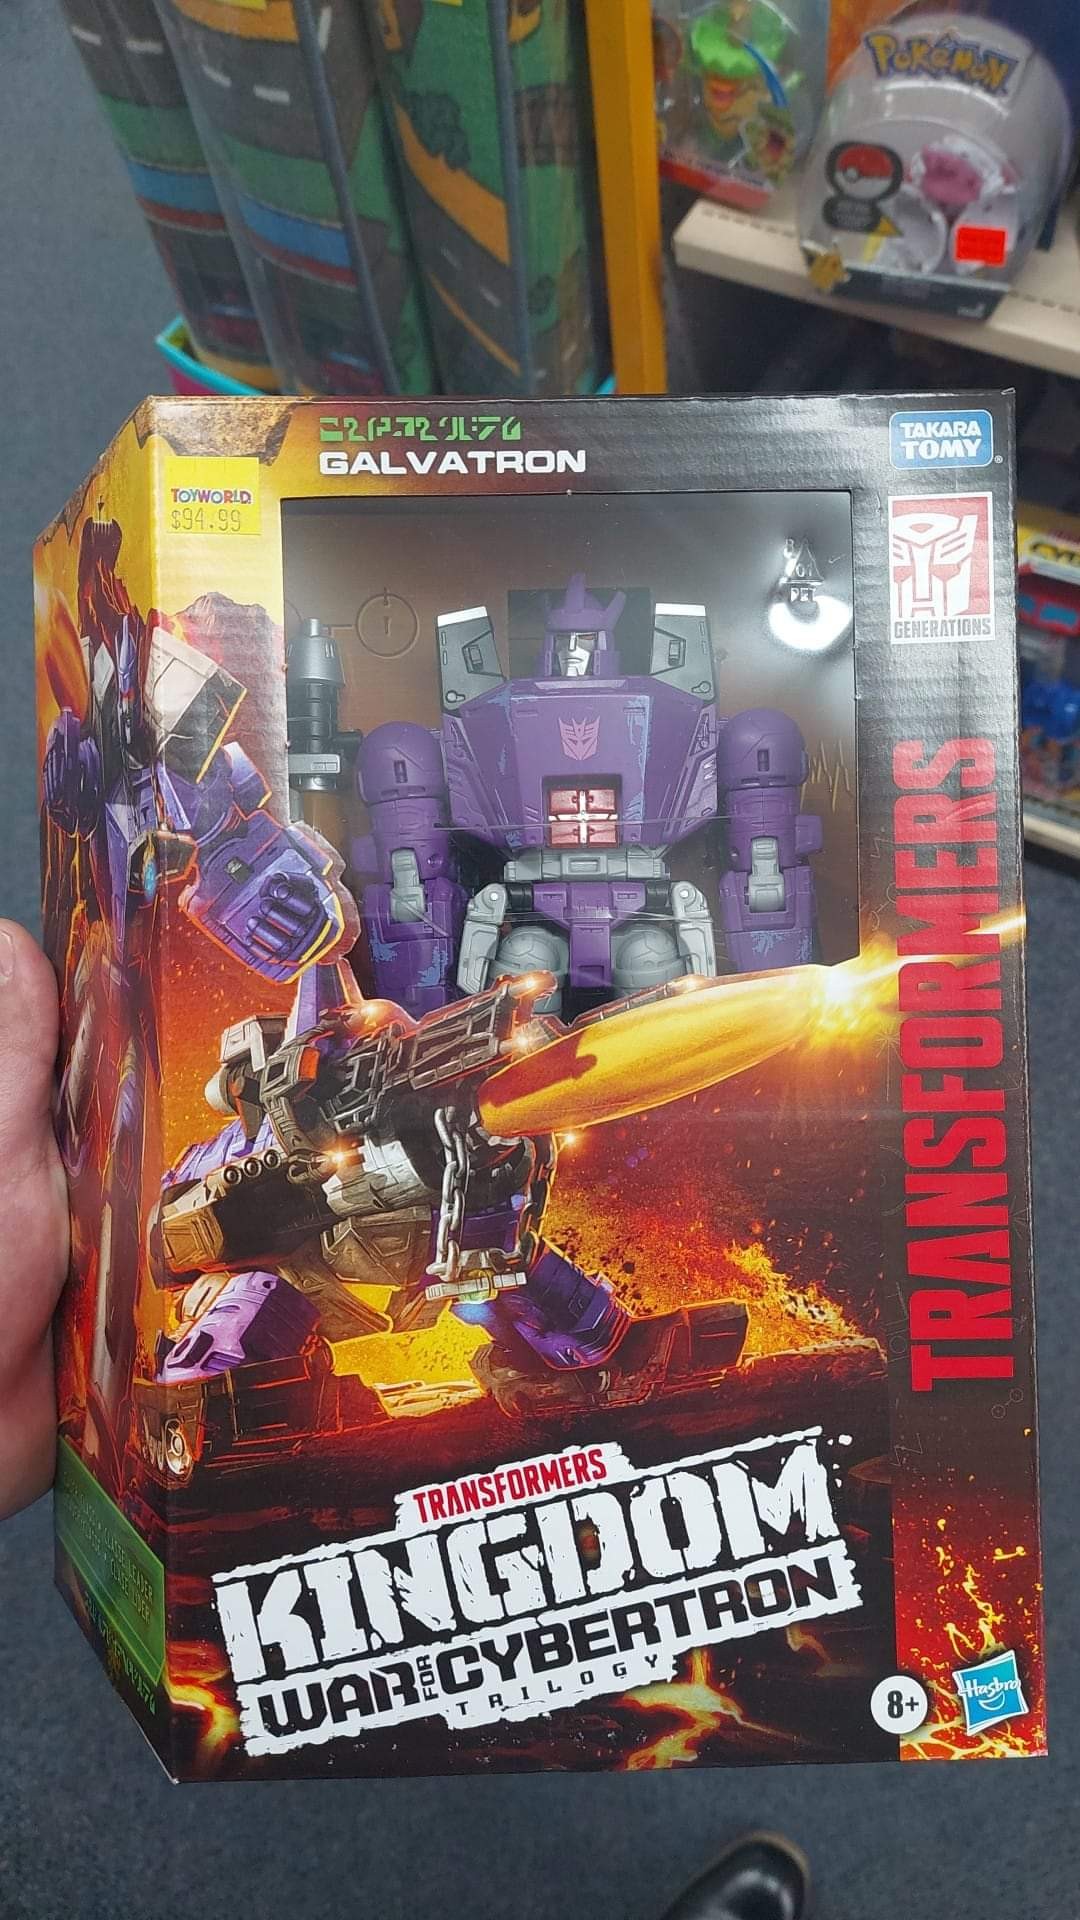 POKéMON
GALVATRON
TAKARA
TOMY
®
TOYWORLD
$94.99
GENERATIONS
TRANSFORMERS
TRANSFORMERS
KINGDOM
WAR FOR CYBERTRON
TRILOGY
8+
Hasbro